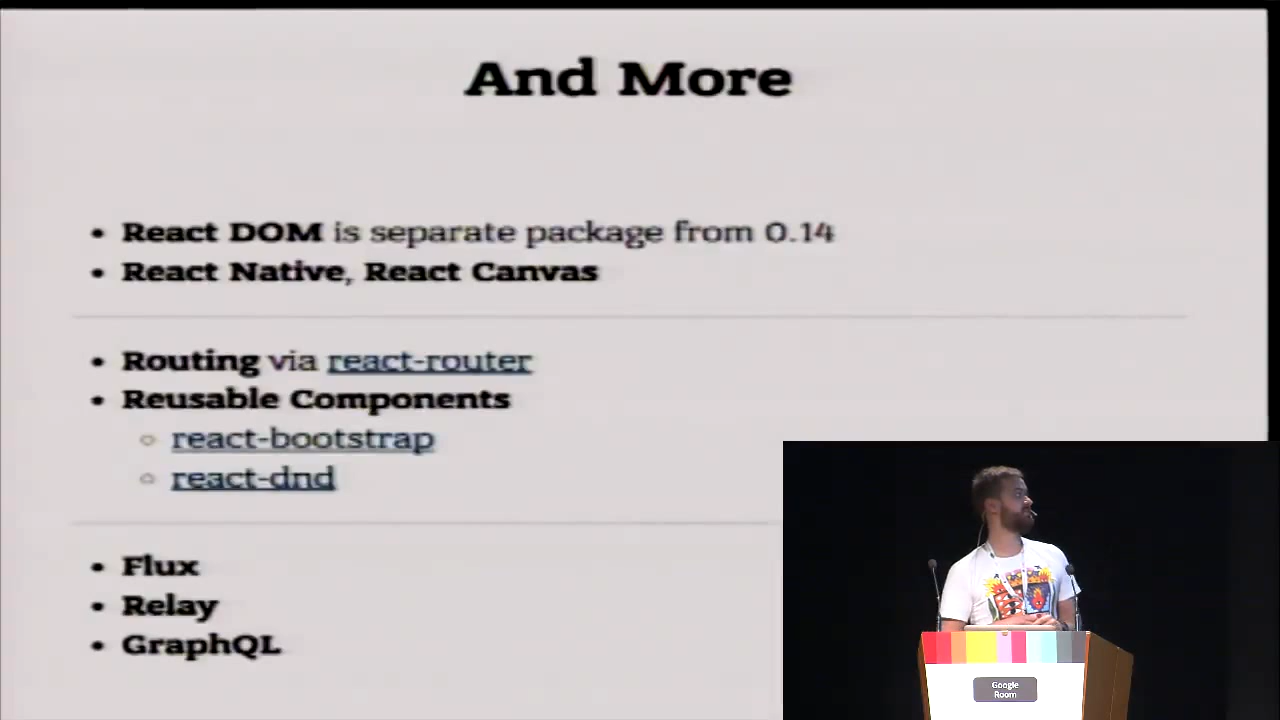 And More
React DOM is separate package from 0.14
React Native, React Canvas
Routing via react-router
Reusable Components
react-bootstrap
react-dnd
Flux
Relay
GraphQL
Google
Room